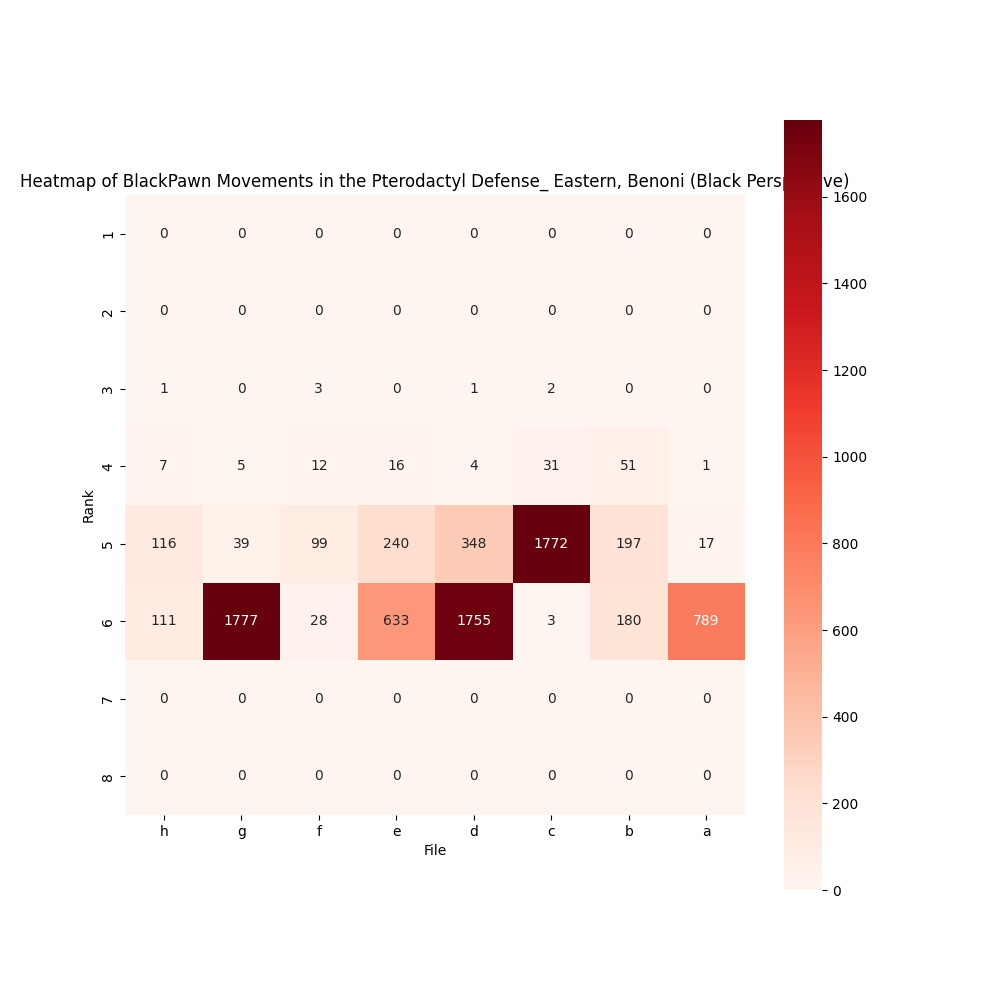 Heatmap of BlackPawn Movements in the Pterodactyl Defense_ Eastern, Benoni (Black Perspective)
1 0 0 0 0 0 0 0 0
2 0 0 0 0 0 0 0 0
3 1 0 3 0 1 2 0 0
4 7 5 12 16 4 31 51 1
5 116 39 99 240 348 1772 197 17
6 111 1777 28 633 1755 3 180 789
7 0 0 0 0 0 0 0 0
8 0 0 0 0 0 0 0 0
Rank
h g f e d c b a
File
1600
1400
1200
1000
800
600
400
200
0